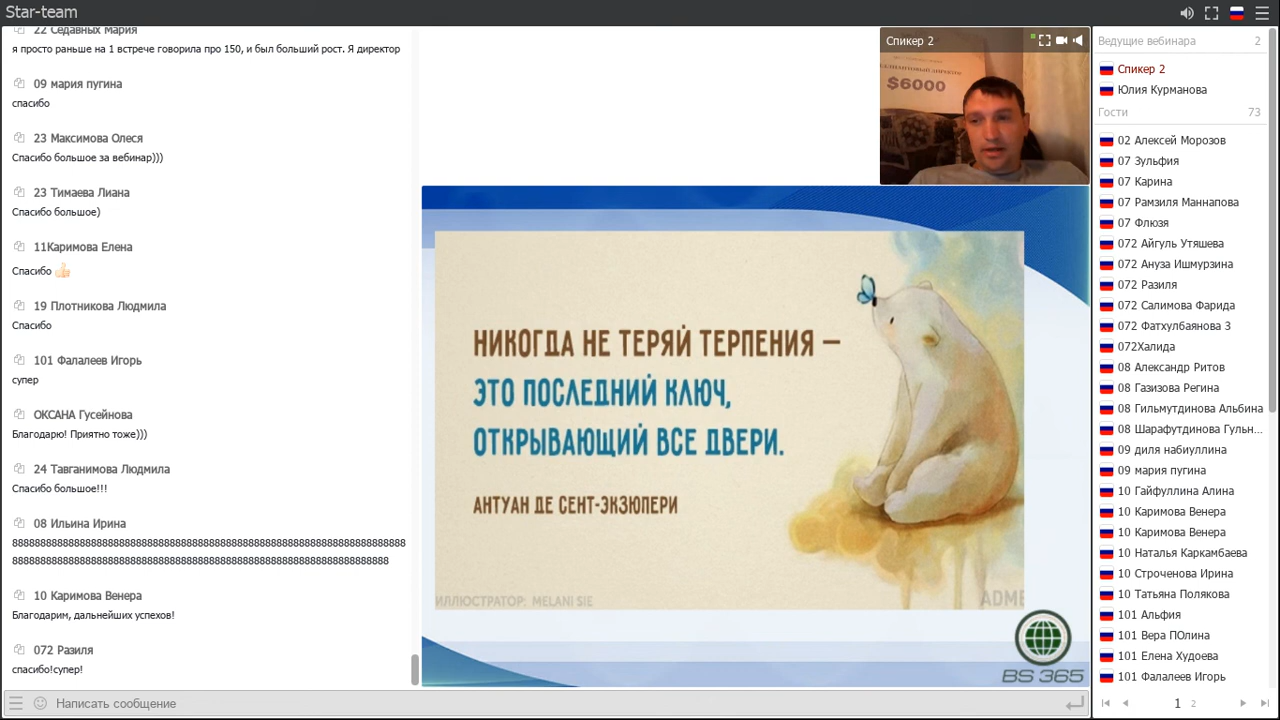 Star-team
22 Седавных Мария
я просто раньше на 1 встрече говорила про 150, и был больший рост. Я директор
09 мария пугина
спасибо
23 Максимова Олеся
Спасибо большое за вебинар)))
23 Тимаева Лиана
Спасибо большое)
11Каримова Елена
Спасибо
19 Плотникова Людмила
Спасибо
101 Фалалеев Игорь
супер
ОКСАНА Гусейнова
Благодарю! Приятно тоже)))
24 Тавганимова Людмила
Спасибо большое!!!
08 Ильина Ирина
10 Каримова Венера
Благодарим, дальнейших успехов!
072 Разиля
спасибо!супер!
Написать сообщение
Спикер 2
$6000
НИКОГДА НЕ ТЕРЯЙ ТЕРПЕНИЯ –
ЭТО ПОСЛЕДНИЙ КЛЮЧ,
ОТКРЫВАЮЩИЙ ВСЕ ДВЕРИ.
АНТУАН ДЕ СЕНТ-ЭКЗЮПЕРИ
ИЛЛЮСТРАТОР: MELANI SIE
ADME
BS 365
Ведущие вебинара 2
Спикер 2
Юлия Курманова
Гости 73
02 Алексей Морозов
07 Зульфия
07 Карина
07 Рамзиля Маннапова
07 Флюзя
072 Айгуль Утяшева
072 Ануза Ишмурзина
072 Разиля
072 Салимова Фарида
072 Фатхулбаянова З
072Халида
08 Александр Ритов
08 Газизова Регина
08 Гильмутдинова Альбина
08 Шарафутдинова Гульн...
09 диля набиуллина
09 мария пугина
10 Гайфуллина Алина
10 Каримова Венера
10 Каримова Венера
10 Наталья Каркамбаева
10 Строченова Ирина
10 Татьяна Полякова
101 Альфия
101 Вера ПОлина
101 Елена Худоева
101 Фалалеев Игорь
1 2